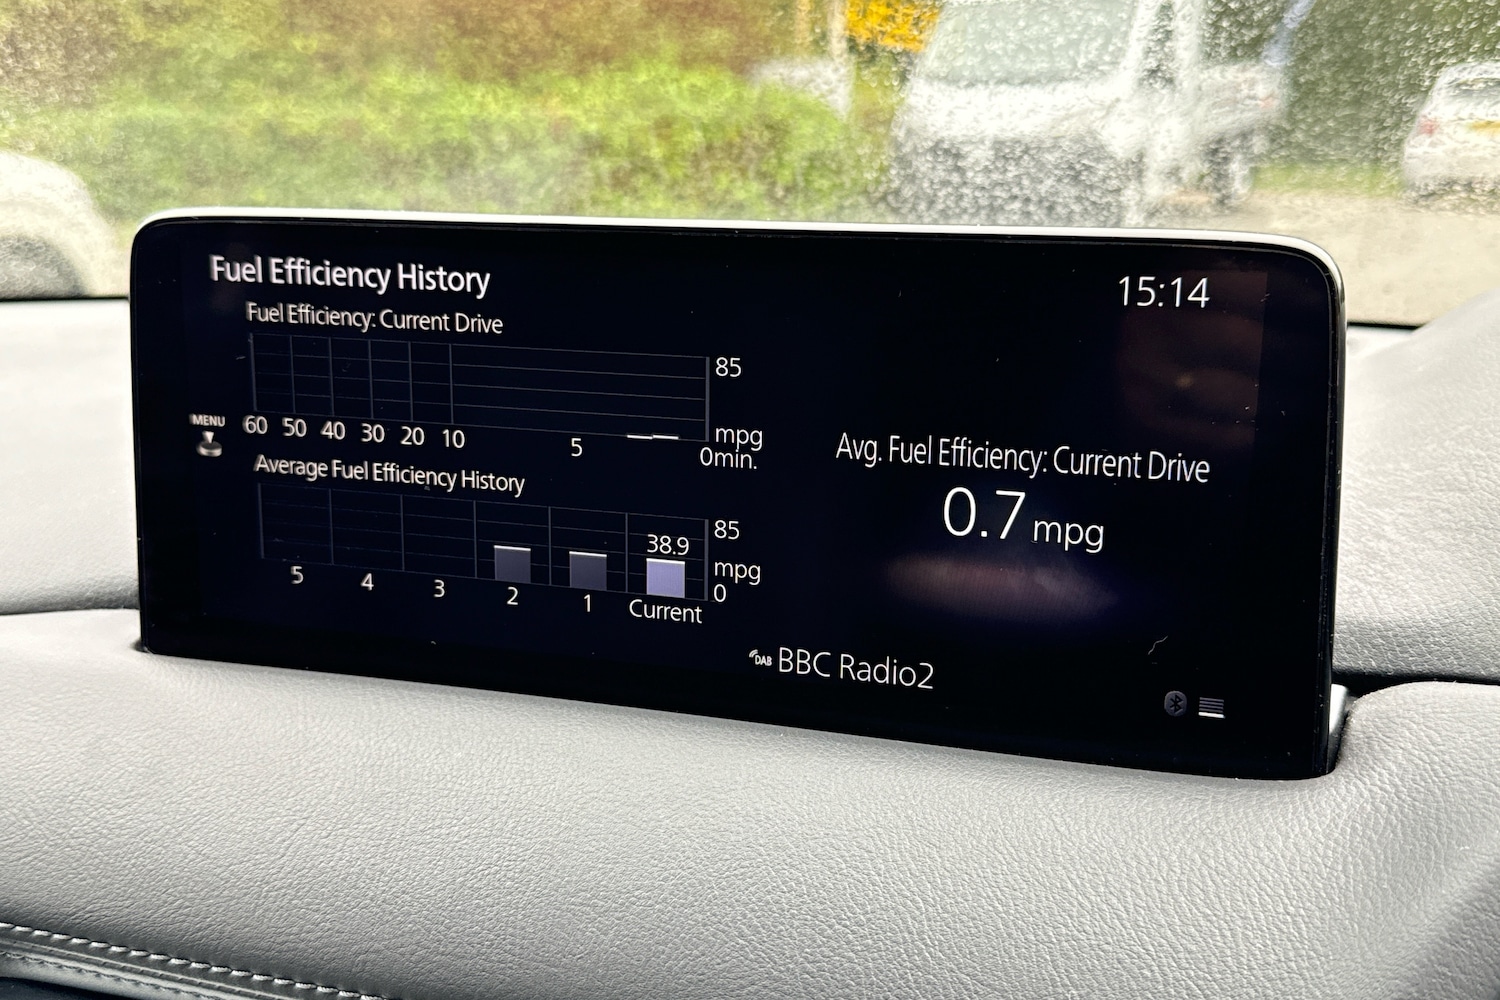 Fuel Efficiency History
15:14
Fuel Efficiency: Current Drive
85
MENU
60 50 40 30 20 10 5
mpg
0min.
Average Fuel Efficiency History
85
38.9
mpg
0
5 4 3 2 1 Current
Avg. Fuel Efficiency: Current Drive
0.7 mpg
DAB BBC Radio2